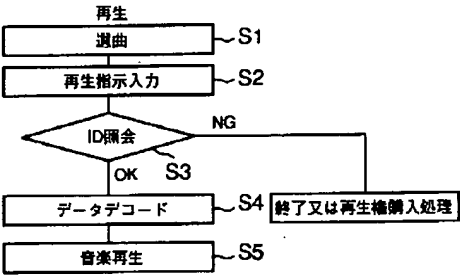 再生
選曲 S1
再生指示入力 S2
ID照会 NG
S3
OK
データデコード S4
終了又は再生権購入処理
音楽再生 S5